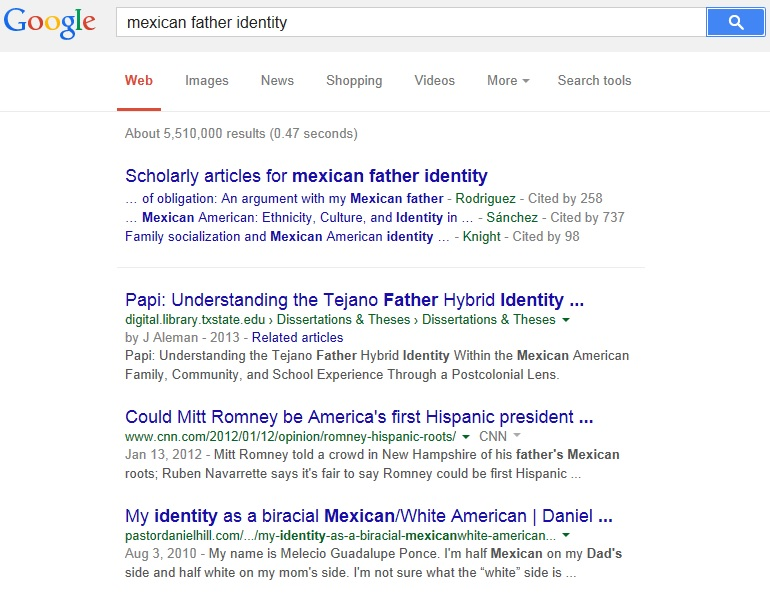 Google
mexican father identity
Web Images News Shopping Videos More Search tools
About 5,510,000 results (0.47 seconds)
Scholarly articles for mexican father identity
... of obligation: An argument with my Mexican father - Rodriguez - Cited by 258
... Mexican American: Ethnicity, Culture, and Identity in ... - Sánchez - Cited by 737
Family socialization and Mexican American identity ... - Knight - Cited by 98
Papi: Understanding the Tejano Father Hybrid Identity ...
digital.library.txstate.edu › Dissertations & Theses › Dissertations & Theses
by J Aleman - 2013 - Related articles
Papi: Understanding the Tejano Father Hybrid Identity Within the Mexican American
Family, Community, and School Experience Through a Postcolonial Lens.
Could Mitt Romney be America's first Hispanic president ...
www.cnn.com/2012/01/12/opinion/romney-hispanic-roots/ CNN
Jan 13, 2012 - Mitt Romney told a crowd in New Hampshire of his father's Mexican
roots; Ruben Navarrette says it's fair to say Romney could be first Hispanic ...
My identity as a biracial Mexican/White American | Daniel ...
pastordanielhill.com/.../my-identity-as-a-biracial-mexicanwhite-american...
Aug 3, 2010 - My name is Melecio Guadalupe Ponce. I'm half Mexican on my Dad's
side and half white on my mom's side. I'm not sure what the “white” side is ...